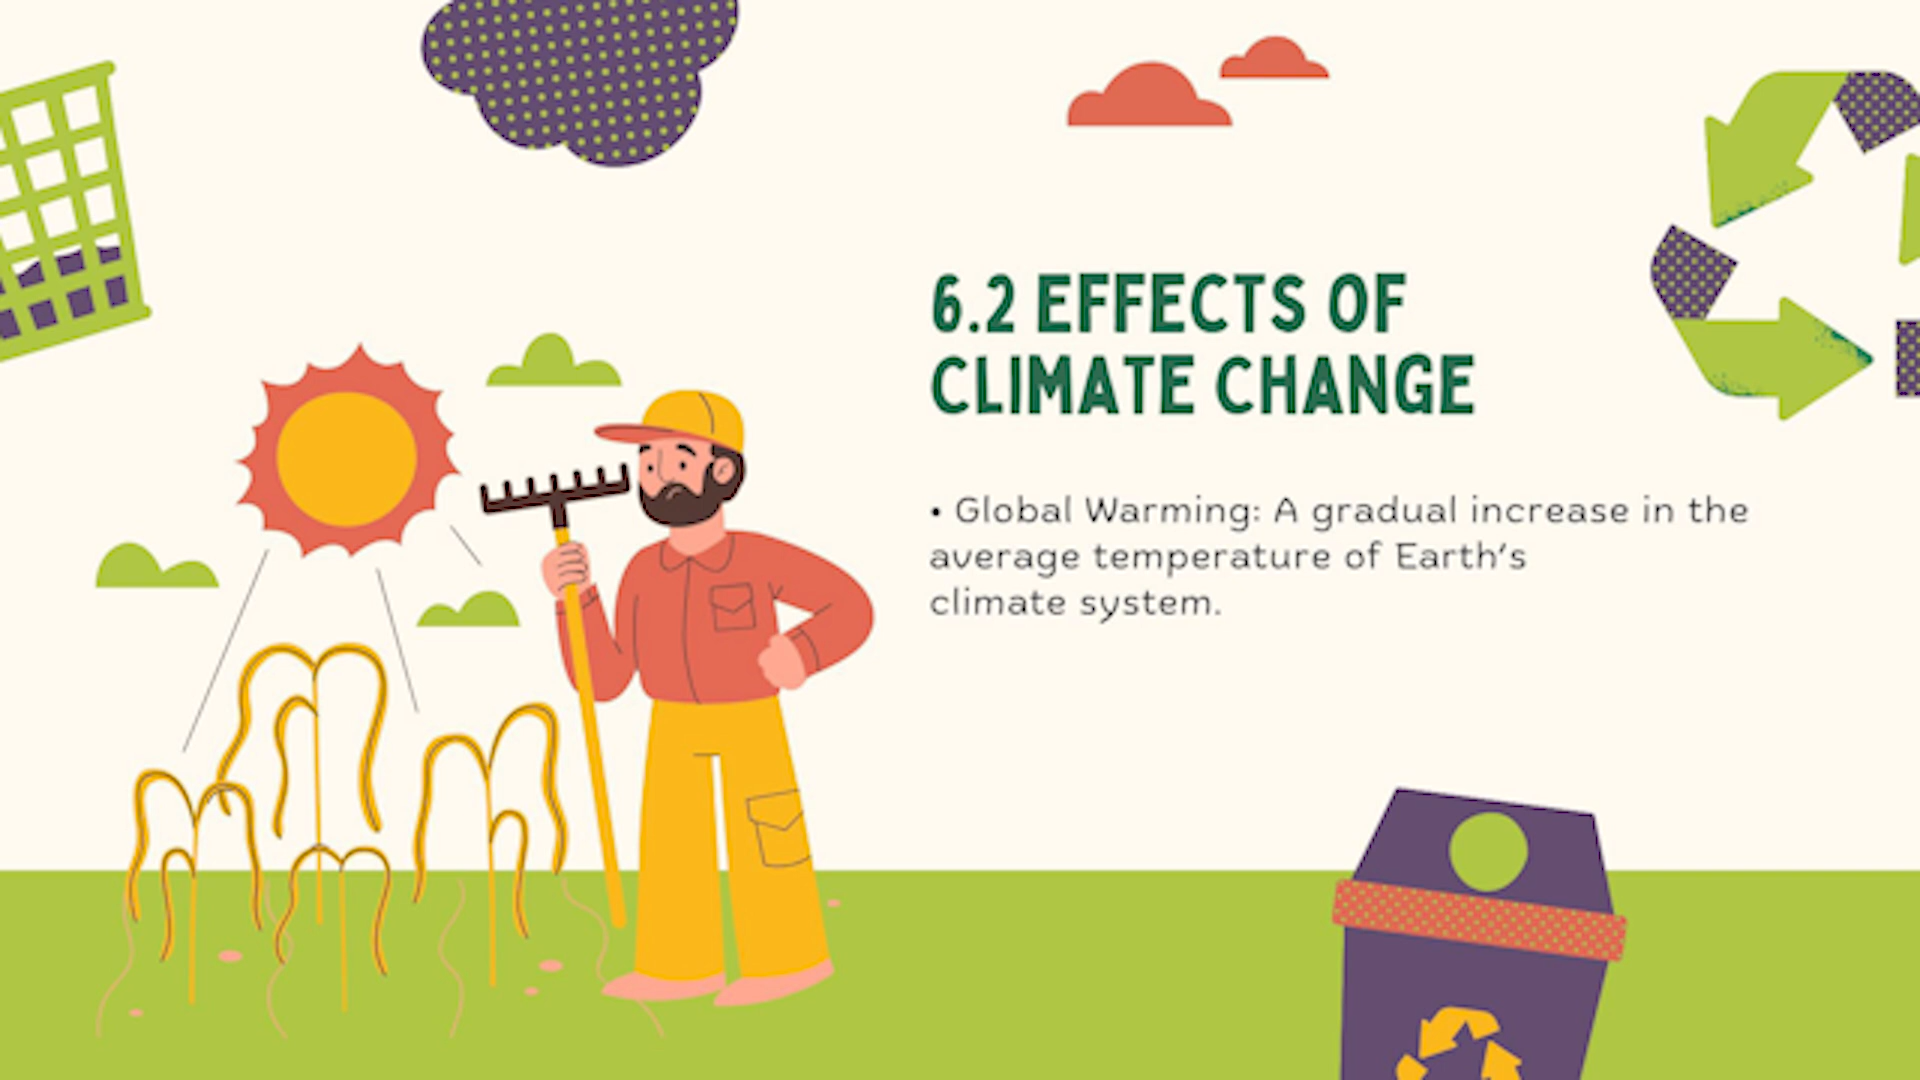 6.2 EFFECTS OF
CLIMATE CHANGE
• Global Warming: A gradual increase in the
average temperature of Earth's
climate system.